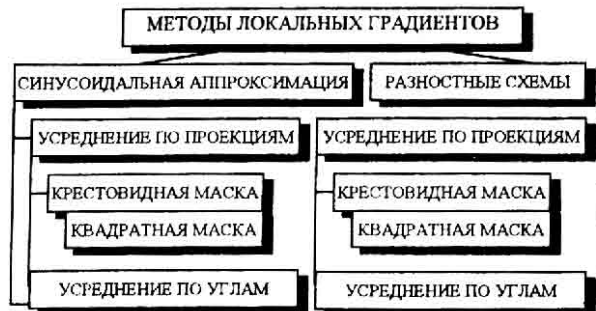 МЕТОДЫ ЛОКАЛЬНЫХ ГРАДИЕНТОВ
СИНУСОИДАЛЬНАЯ АППРОКСИМАЦИЯ
РАЗНОСТНЫЕ СХЕМЫ
УСРЕДНЕНИЕ ПО ПРОЕКЦИЯМ
УСРЕДНЕНИЕ ПО ПРОЕКЦИЯМ
КРЕСТОВИДНАЯ МАСКА
КРЕСТОВИДНАЯ МАСКА
КВАДРАТНАЯ МАСКА
КВАДРАТНАЯ МАСКА
УСРЕДНЕНИЕ ПО УГЛАМ
УСРЕДНЕНИЕ ПО УГЛАМ